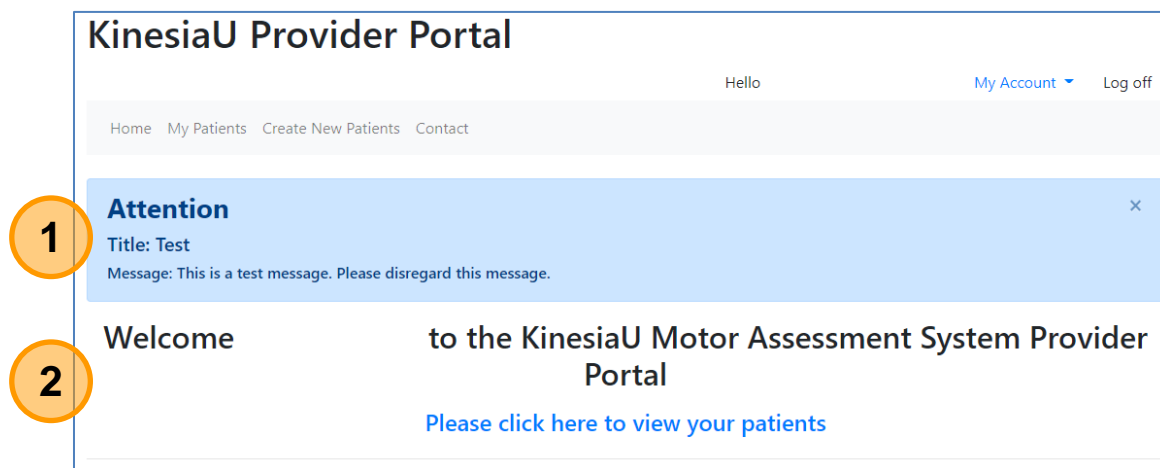 KinesiaU Provider Portal
Hello My Account Log off
Home My Patients Create New Patients Contact
1
Attention ×
Title: Test
Message: This is a test message. Please disregard this message.
2
Welcome to the KinesiaU Motor Assessment System Provider
Portal
Please click here to view your patients